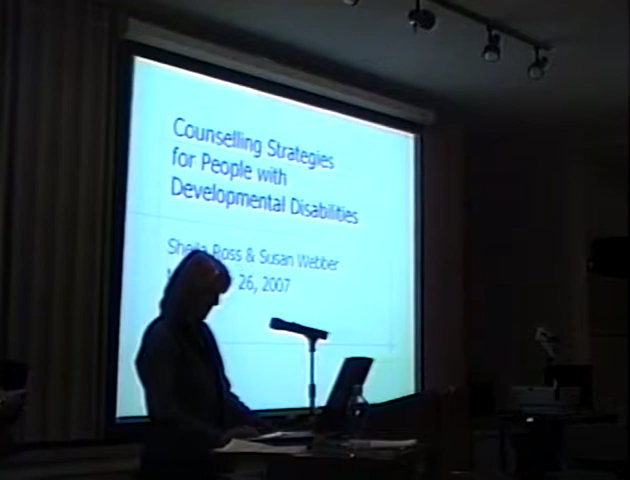 Counselling Strategies
for People with
Developmental Disabilities
Sheila Ross & Susan Webber
26, 2007